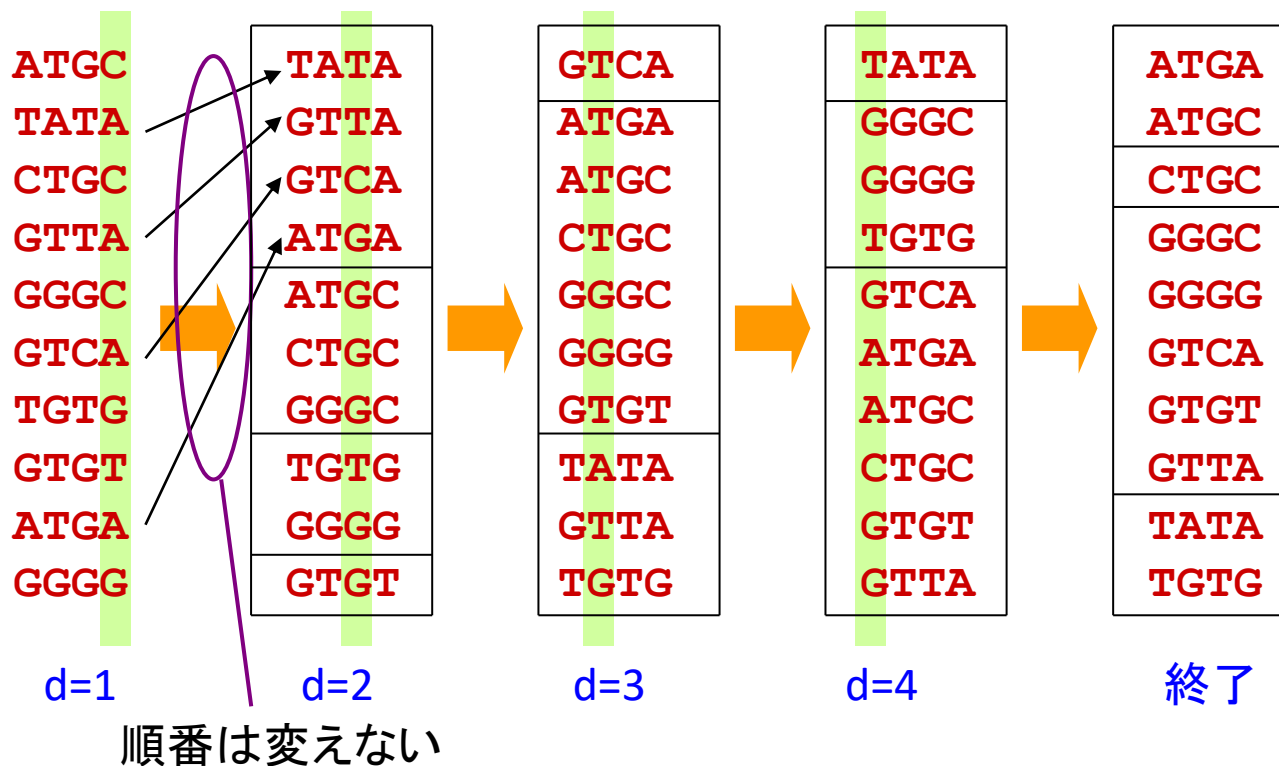 ATGC TATA GTCA TATA ATGA
TATA GTTA ATGA GGGC ATGC
CTGC GTCA ATGC GGGG CTGC
GTTA ATGA CTGC TGTG GGGC
GGGC ATGC GGGC GTCA GGGG
GTCA CTGC GGGG ATGA GTCA
TGTG GGGC GTGT ATGC GTGT
GTGT TGTG TATA CTGC GTTA
ATGA GGGG GTTA GTGT TATA
GGGG GTGT TGTG GTTA TGTG
d=1 d=2 d=3 d=4 終了
順番は変えない